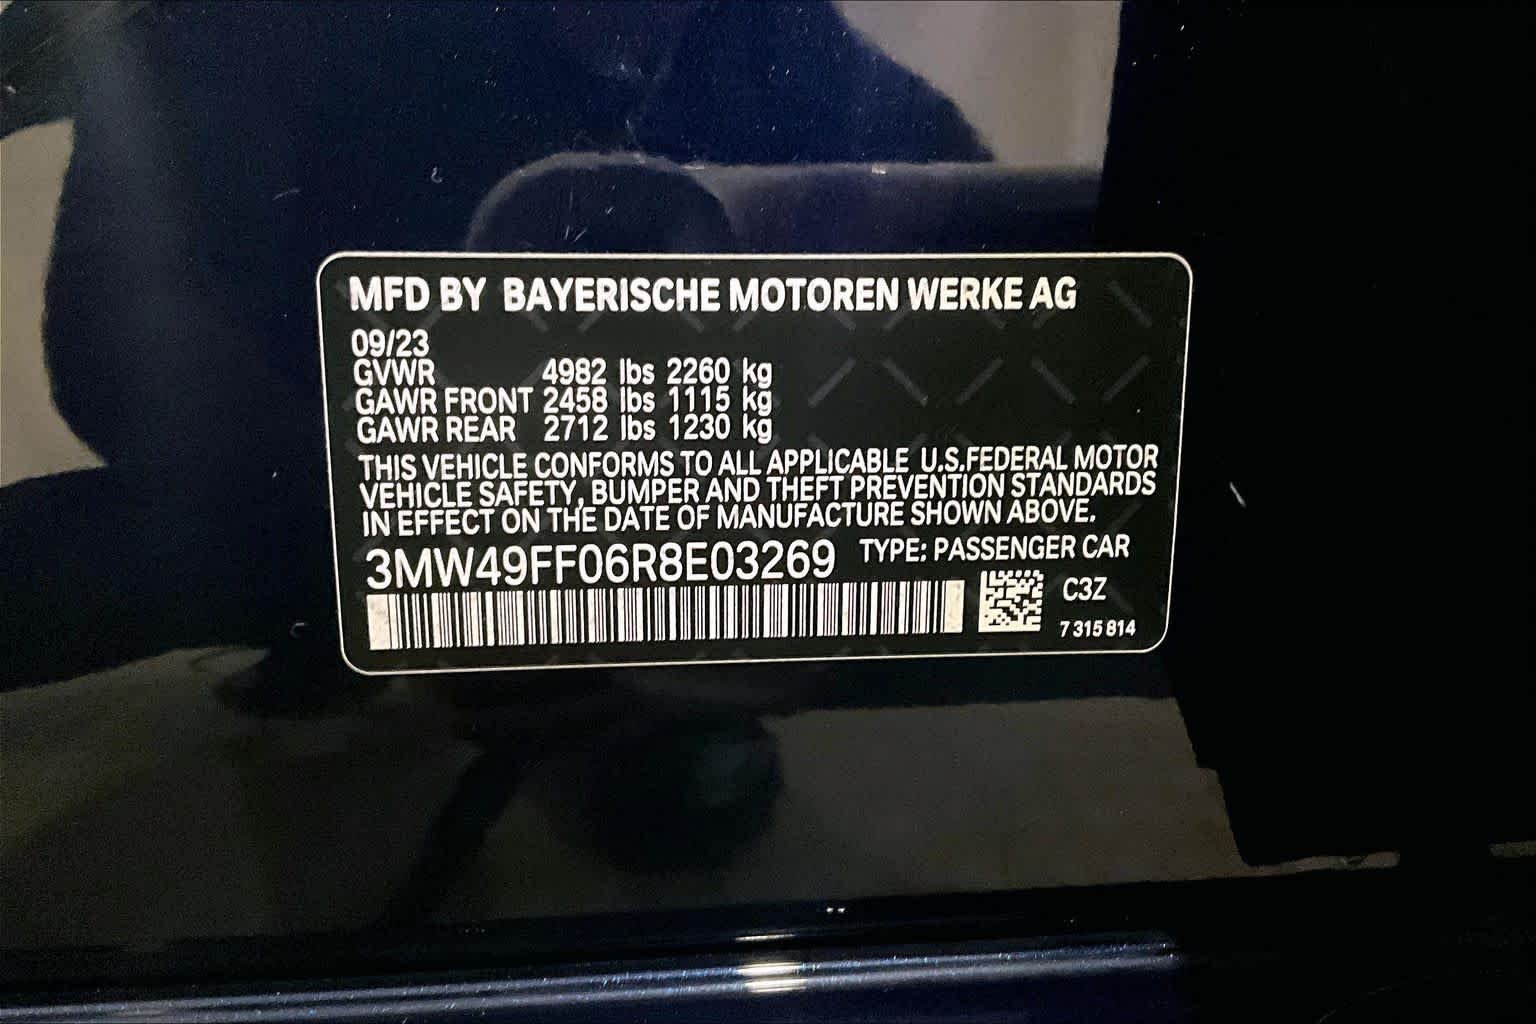 MFD BY BAYERISCHE MOTOREN WERKE AG
09/23
GVWR 4982 lbs 2260 kg
GAWR FRONT 2458 lbs 1115 kg
GAWR REAR 2712 lbs 1230 kg
THIS VEHICLE CONFORMS TO ALL APPLICABLE U.S.FEDERAL MOTOR
VEHICLE SAFETY, BUMPER AND THEFT PREVENTION STANDARDS
IN EFFECT ON THE DATE OF MANUFACTURE SHOWN ABOVE.
3MW49FF06R8E03269 TYPE: PASSENGER CAR
C3Z
7 315 814